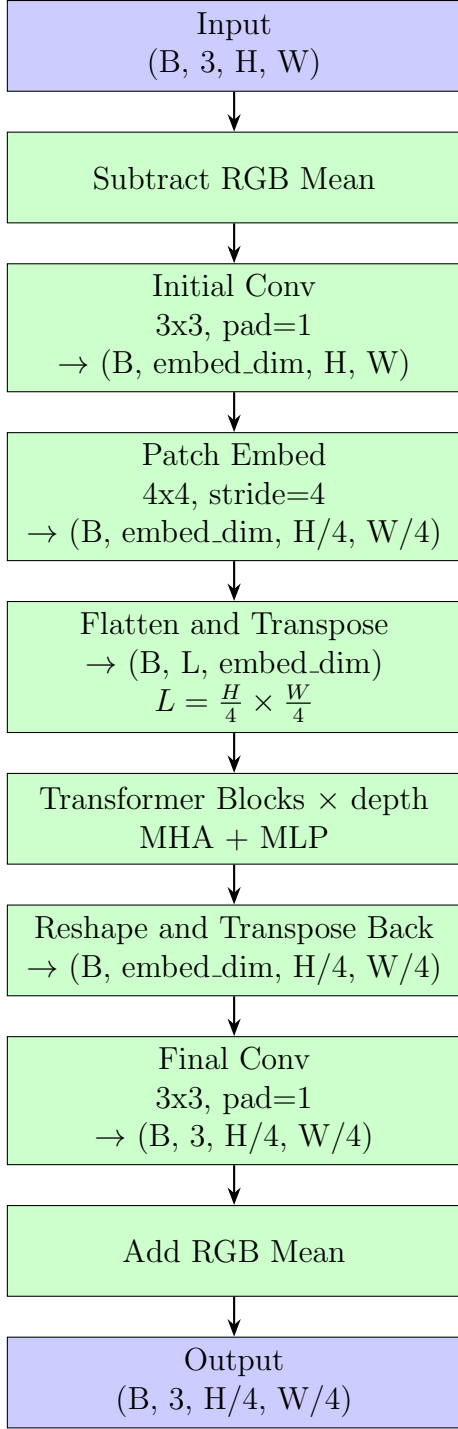 Input
(B, 3, H, W)
Subtract RGB Mean
Initial Conv
3x3, pad=1
→ (B, embed_dim, H, W)
Patch Embed
4x4, stride=4
→ (B, embed_dim, H/4, W/4)
Flatten and Transpose
→ (B, L, embed_dim)
L = H/4 × W/4
Transformer Blocks × depth
MHA + MLP
Reshape and Transpose Back
→ (B, embed_dim, H/4, W/4)
Final Conv
3x3, pad=1
→ (B, 3, H/4, W/4)
Add RGB Mean
Output
(B, 3, H/4, W/4)